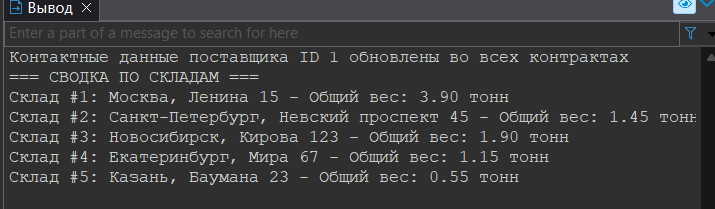 Вывод
Enter a part of a message to search for here
Контактные данные поставщика ID 1 обновлены во всех контрактах
=== СВОДКА ПО СКЛАДАМ ===
Склад #1: Москва, Ленина 15 - Общий вес: 3.90 тонн
Склад #2: Санкт-Петербург, Невский проспект 45 - Общий вес: 1.45 тонн
Склад #3: Новосибирск, Кирова 123 - Общий вес: 1.90 тонн
Склад #4: Екатеринбург, Мира 67 - Общий вес: 1.15 тонн
Склад #5: Казань, Баумана 23 - Общий вес: 0.55 тонн